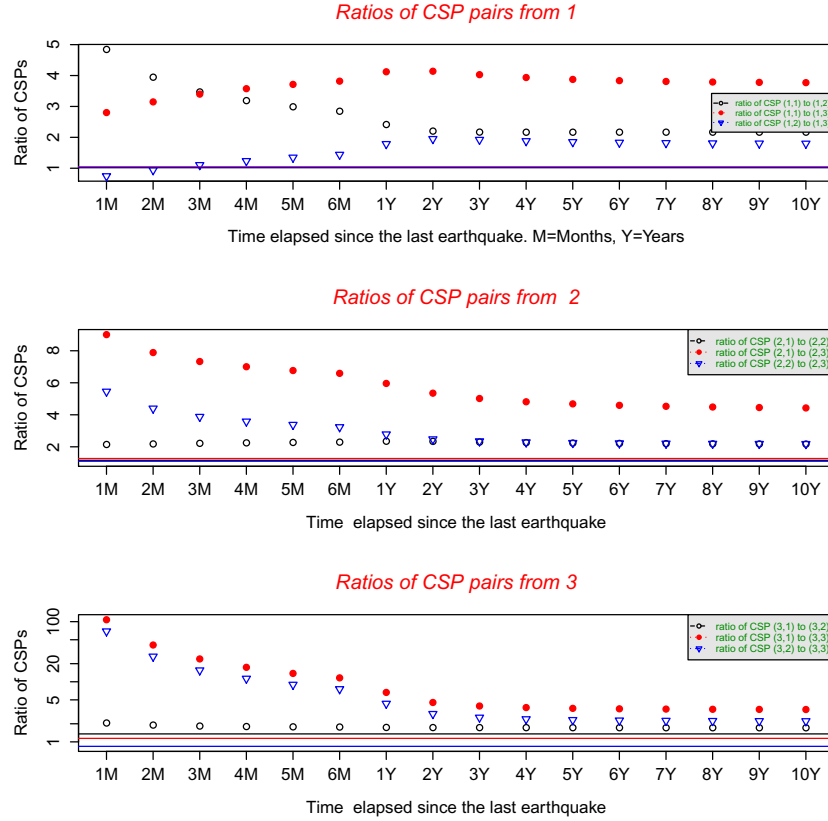 Ratios of CSP pairs from 1
Ratio of CSPs
5
4
3
2
1
ratio of CSP (1,1) to (1,2)
ratio of CSP (1,1) to (1,3)
ratio of CSP (1,2) to (1,3)
1M 2M 3M 4M 5M 6M 1Y 2Y 3Y 4Y 5Y 6Y 7Y 8Y 9Y 10Y
Time elapsed since the last earthquake. M=Months, Y=Years
Ratios of CSP pairs from 2
Ratio of CSPs
8
6
4
2
ratio of CSP (2,1) to (2,2)
ratio of CSP (2,1) to (2,3)
ratio of CSP (2,2) to (2,3)
1M 2M 3M 4M 5M 6M 1Y 2Y 3Y 4Y 5Y 6Y 7Y 8Y 9Y 10Y
Time elapsed since the last earthquake
Ratios of CSP pairs from 3
Ratio of CSPs
100
20
5
1
ratio of CSP (3,1) to (3,2)
ratio of CSP (3,1) to (3,3)
ratio of CSP (3,2) to (3,3)
1M 2M 3M 4M 5M 6M 1Y 2Y 3Y 4Y 5Y 6Y 7Y 8Y 9Y 10Y
Time elapsed since the last earthquake